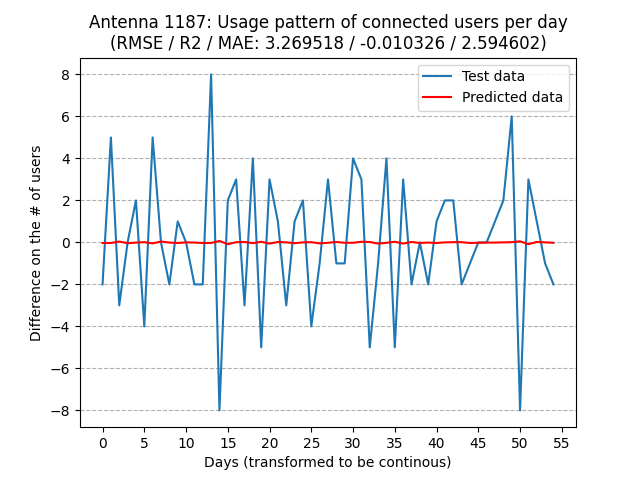 Antenna 1187: Usage pattern of connected users per day
(RMSE / R2 / MAE: 3.269518 / -0.010326 / 2.594602)
Test data
Predicted data
Difference on the # of users
8
6
4
2
0
−2
−4
−6
−8
0 5 10 15 20 25 30 35 40 45 50 55
Days (transformed to be continous)